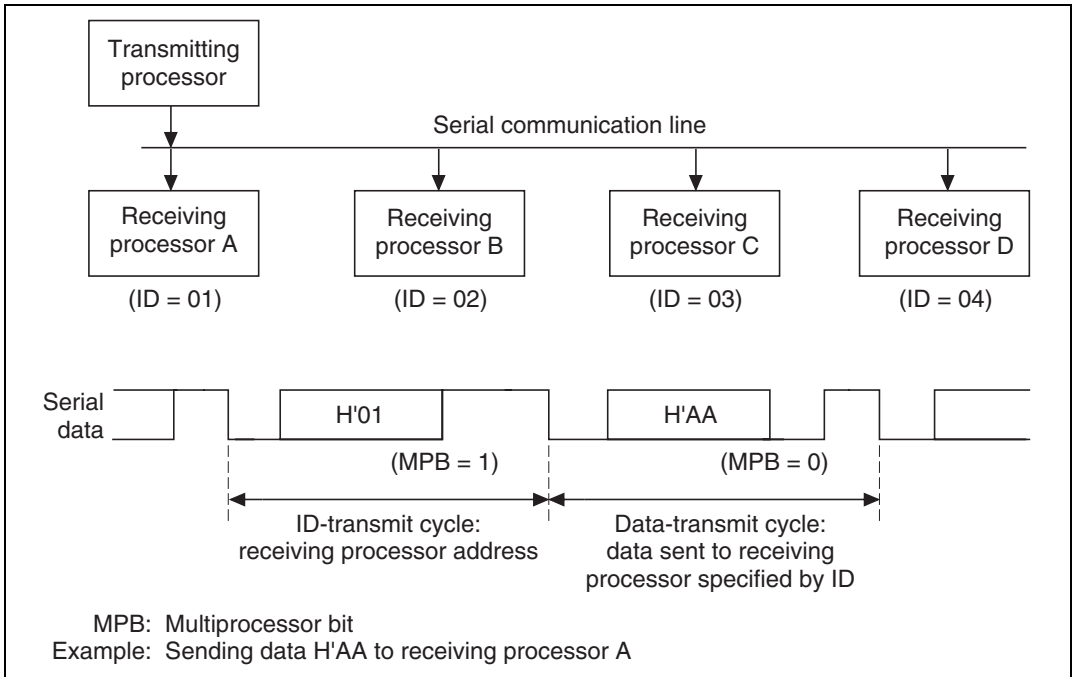 Transmitting
processor
Serial communication line
Receiving
processor A
Receiving
processor B
Receiving
processor C
Receiving
processor D
(ID = 01)
(ID = 02)
(ID = 03)
(ID = 04)
Serial
data
H'01
H'AA
(MPB = 1)
(MPB = 0)
ID-transmit cycle:
receiving processor address
Data-transmit cycle:
data sent to receiving
processor specified by ID
MPB: Multiprocessor bit
Example: Sending data H'AA to receiving processor A